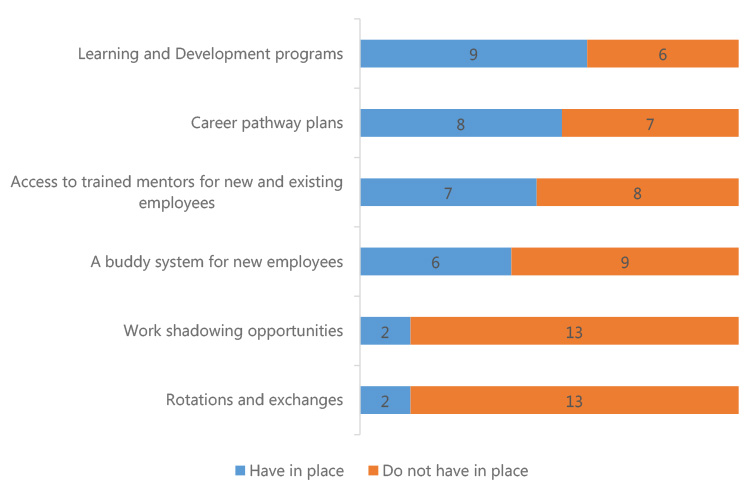 Learning and Development programs
9
6
Career pathway plans
8
7
Access to trained mentors for new and existing
employees
7
8
A buddy system for new employees
6
9
Work shadowing opportunities
2
13
Rotations and exchanges
2
13
Have in place
Do not have in place